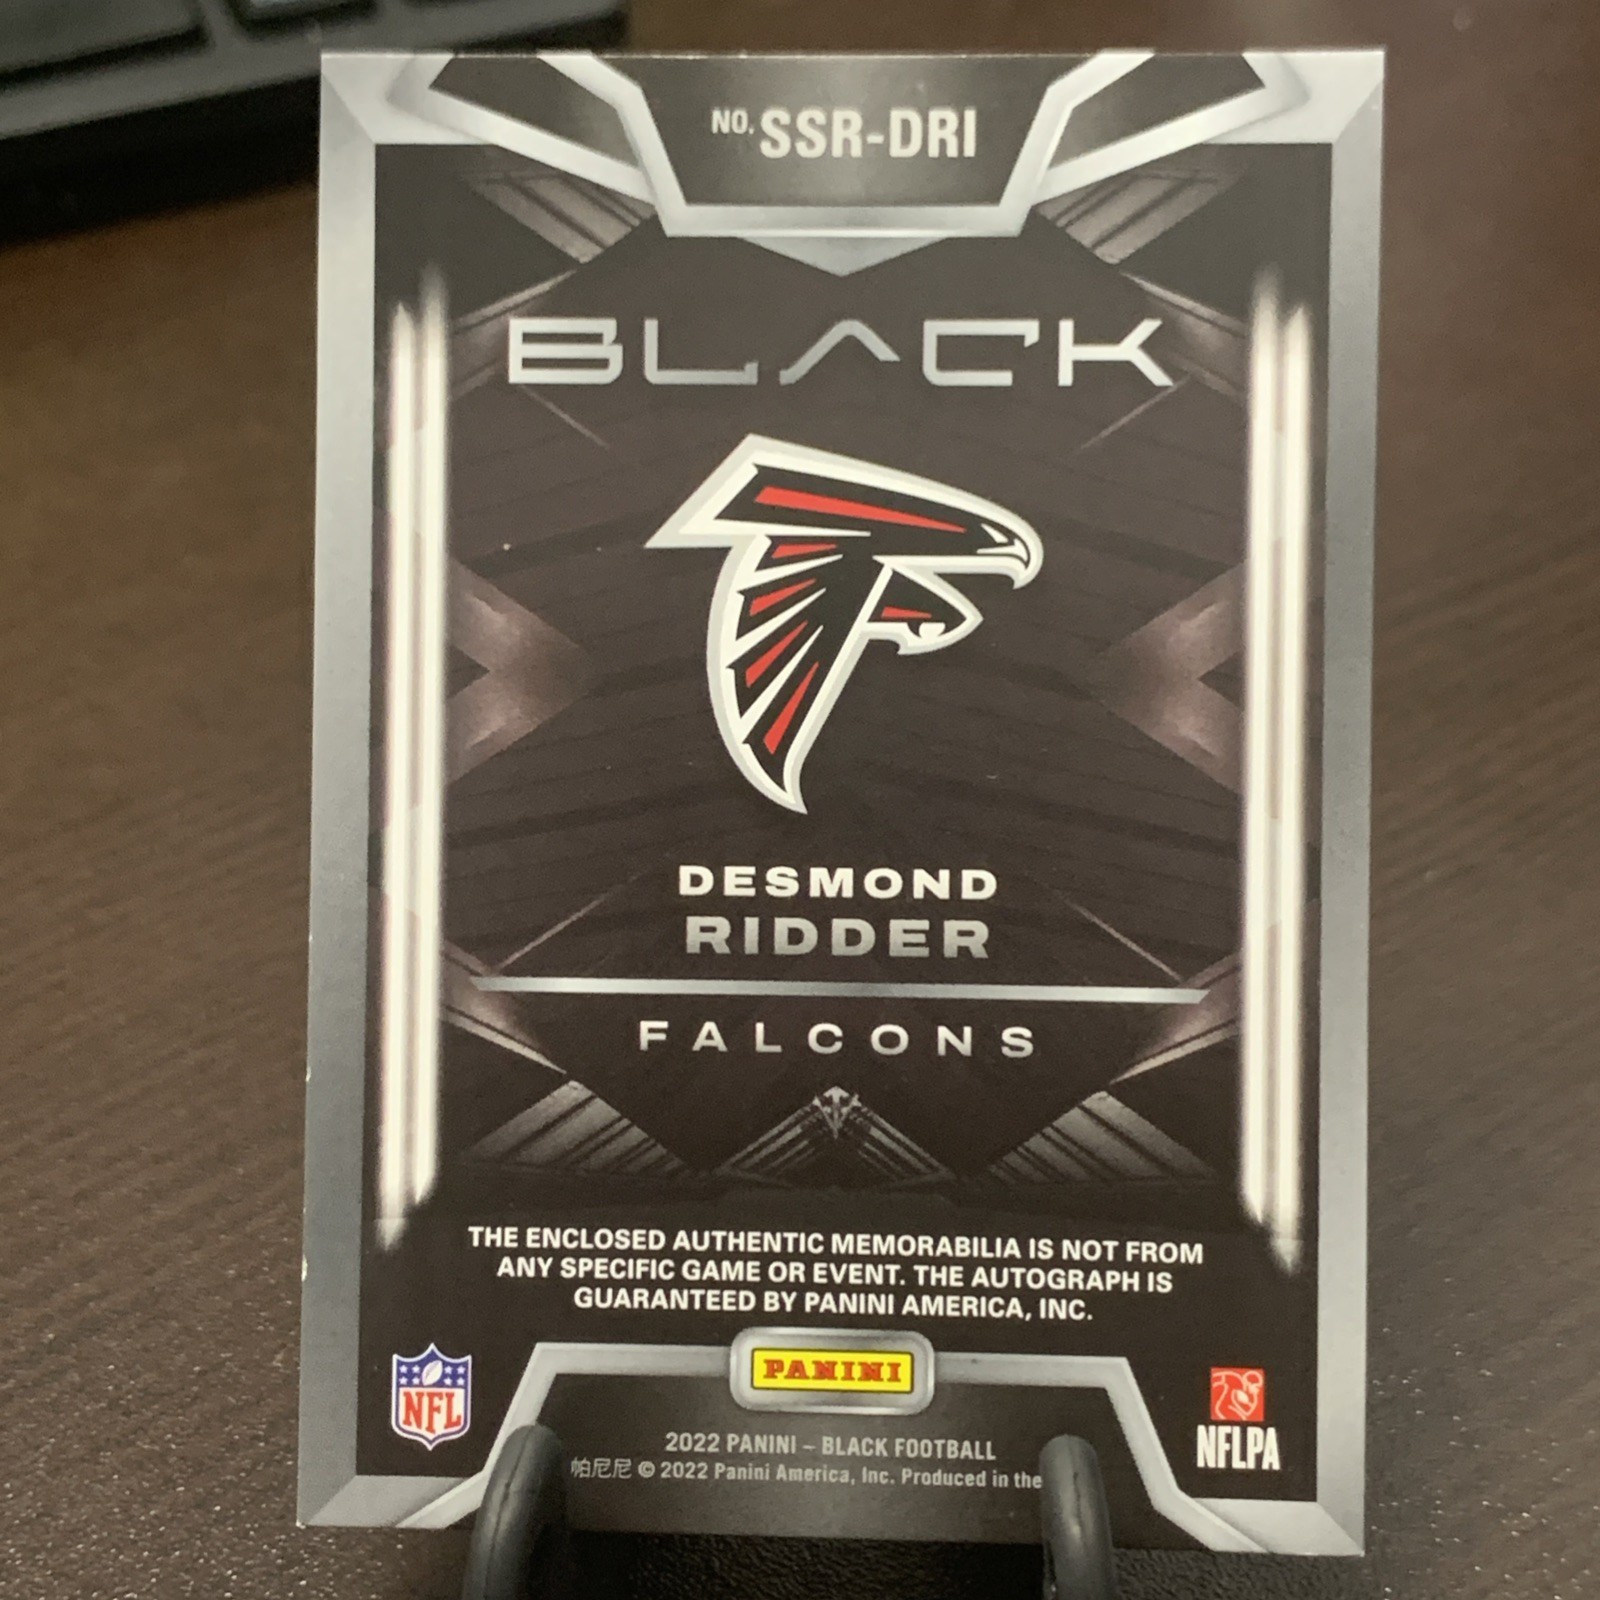 NO. SSR-DRI
BLACK
DESMOND
RIDDER
FALCONS
THE ENCLOSED AUTHENTIC MEMORABILIA IS NOT FROM
ANY SPECIFIC GAME OR EVENT. THE AUTOGRAPH IS
GUARANTEED BY PANINI AMERICA, INC.
PANINI
NFL
NFLPA
2022 PANINI – BLACK FOOTBALL
帕尼尼 © 2022 Panini America, Inc. Produced in the